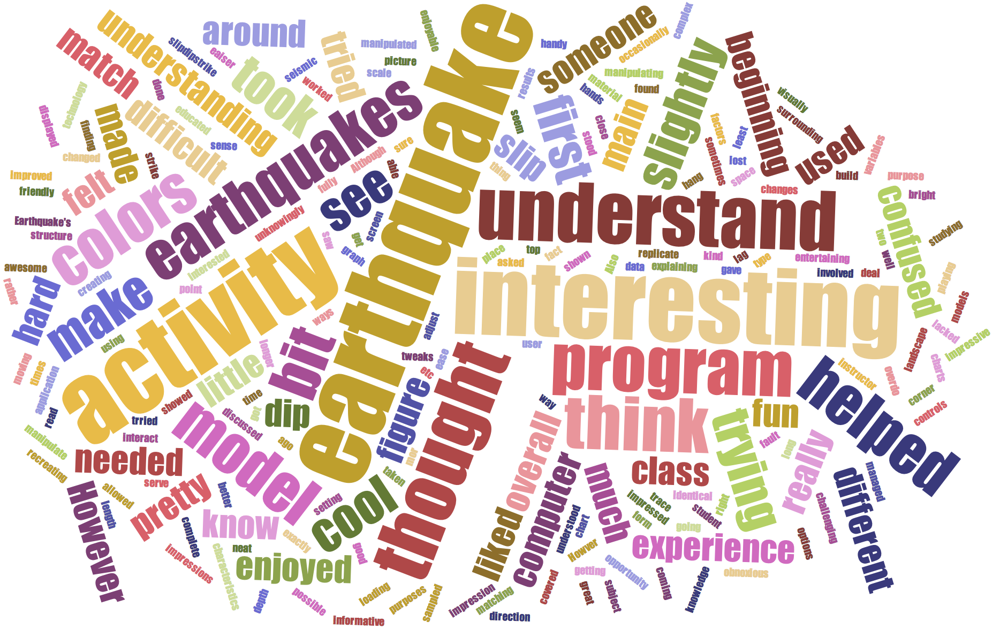 earthquake
interesting
activity
understand
earthquakes
thought
program
think
helped
model
colors
make
see
bit
cool
understanding
match
around
took
tried
difficult
made
felt
hard
someone
slightly
beginning
used
first
slip
main
confused
little
dip
figure
needed
pretty
However
know
enjoyed
liked
overall
computer
much
class
experience
trying
fun
really
different
slipdipstrike
eaiser
seismic
worked
manipulated
picture
scale
enjoyable
handy
complex
occasionally
manipulating
material
hands
found
results
seem
stood
close
thing
factors
sometimes
least
lost
space
hang
visually
surrounding
variables
build
changes
purpose
bright
studying
two
well
playing
models
lacked
impressive
landscape
charts
overdo
instructor
corner
controls
technology
displayed
done
finding
changed
educated
sense
strike
improved
friendly
Earthquake's
structure
awesome
rather
creating
point
interested
unknowingly
fully
Although
sure
able
saw
get
graph
screen
ways
adjust
using
longer
moving
times
application
read
manipulate
recreating
showed
trried
interact
time
got
discussed
ago
tweaks
etc
ease
user
mor
taken
serve
allowed
length
better
complete
impressions
characteristics
neat
exactly
setting
good
depth
possible
informative
loading
purposes
sampled
impression
matching
direction
place
asked
top
fact
shown
Also
replicate
data
explaining
kind
gave
lag
type
entertaining
involved
deal
way
fault
long
managed
challenging
options
impressed
trace
form
identical
student
right
going
understood
chart
Howver
getting
opportunity
covered
great
subject
coming
knowledge
obnoxious